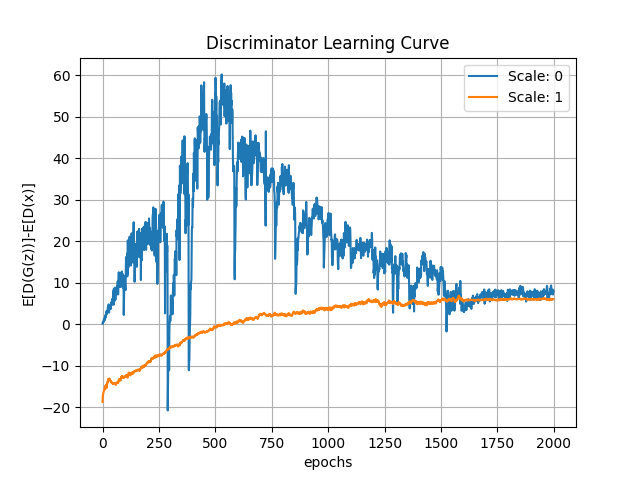 Discriminator Learning Curve
Scale: 0
Scale: 1
E[D(G(z))]-E[D(x)]
60
50
40
30
20
10
0
−10
−20
0 250 500 750 1000 1250 1500 1750 2000
epochs